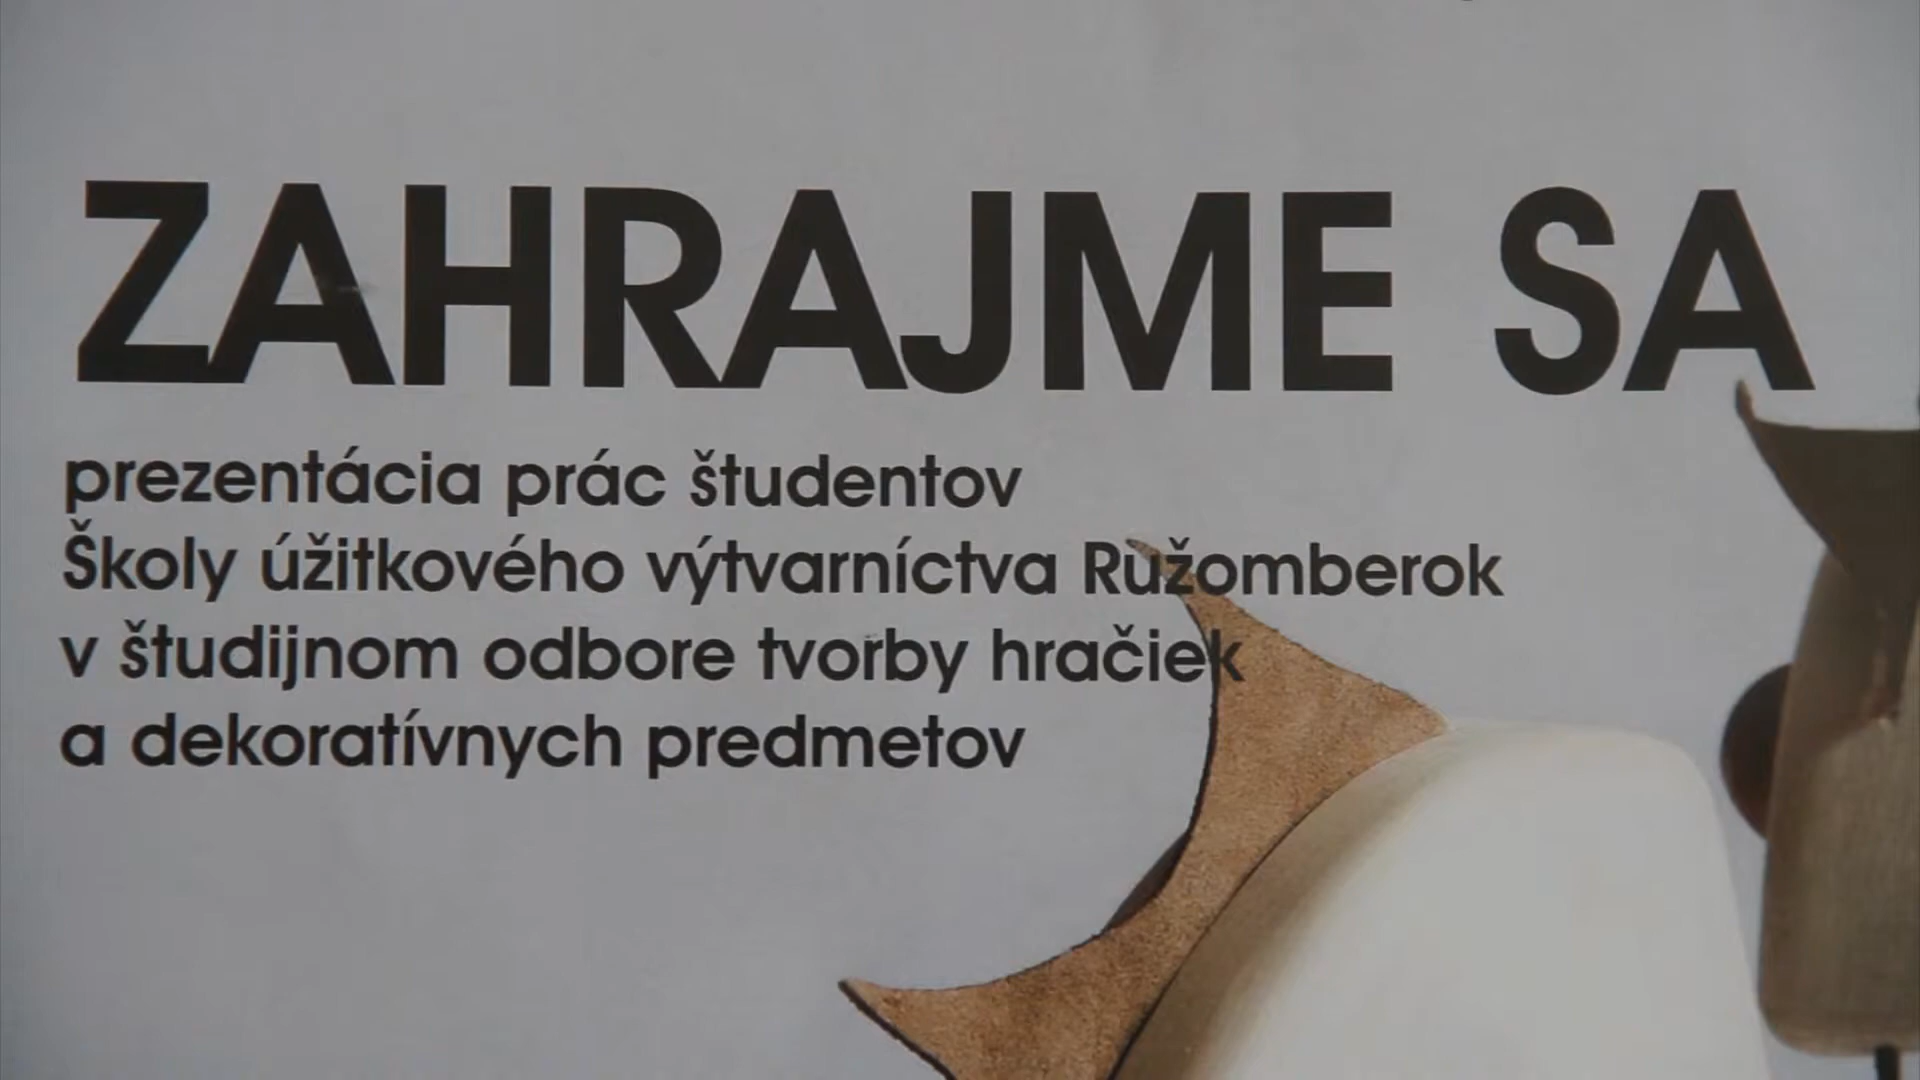 ZAHRAJME SA
prezentácia prác študentov
Školy úžitkového výtvarníctva Ružomberok
v študijnom odbore tvorby hračiek
a dekoratívnych predmetov